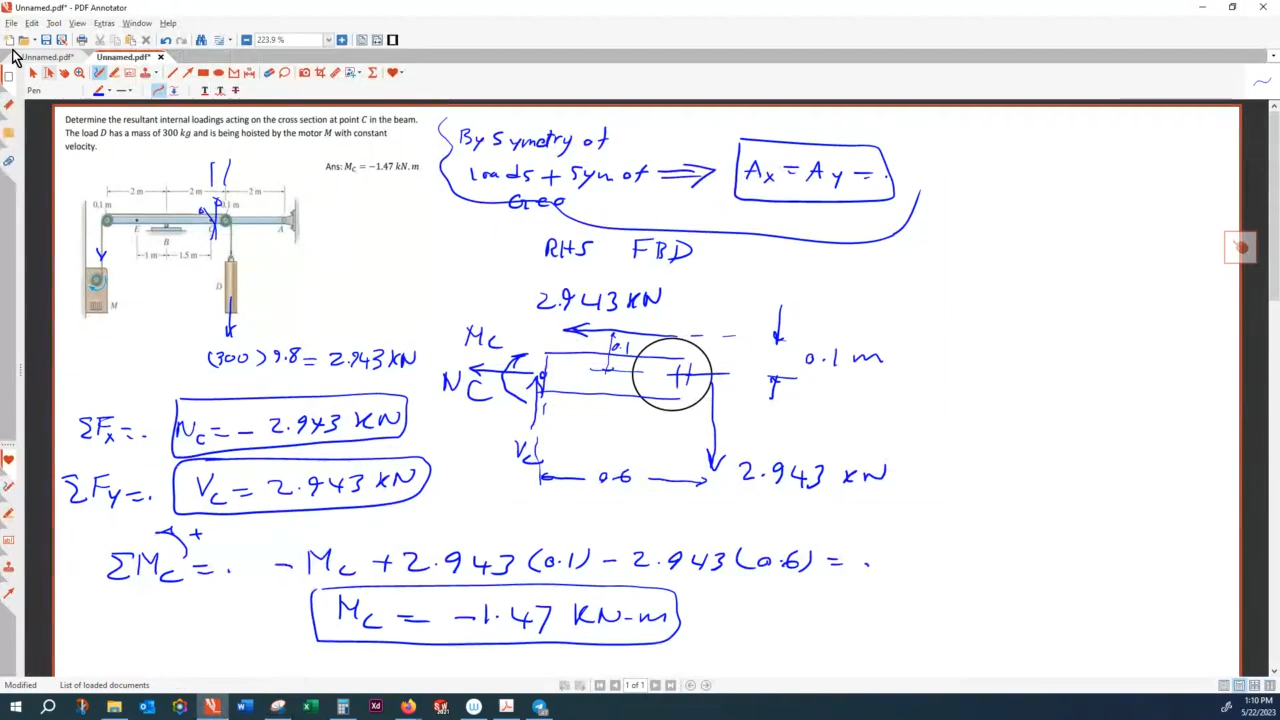 Unnamed.pdf* - PDF Annotator
File Edit View Tool Extras Window Help
223.9%
Unnamed.pdf* Unnamed.pdf*
Pen
Determine the resultant internal loadings acting on the cross section at point C in the beam.
The load D has a mass of 300 kg and is being hoisted by the motor M with constant
velocity.
Ans: M_C = −1.47 kN.m
2 m 2 m 2 m
0.1 m 0.1 m
E C A
B
1 m 1.5 m
D
M
(300) 9.8 = 2.943 KN
By Symetry of
loads + Sym of ⟹ Ax = Ay = .
Geo
RHS FBD
2.943 KN
Mc
0.1
0.1 m
Nc
Vc
0.6
2.943 KN
ΣFx = . Nc = - 2.943 KN
ΣFy = . Vc = 2.943 KN
+
ΣMc = . - Mc + 2.943 (0.1) - 2.943 (0.6) = .
Mc = -1.47 KN-m
Modified List of loaded documents 1 of 1
1:10 PM
5/22/2023